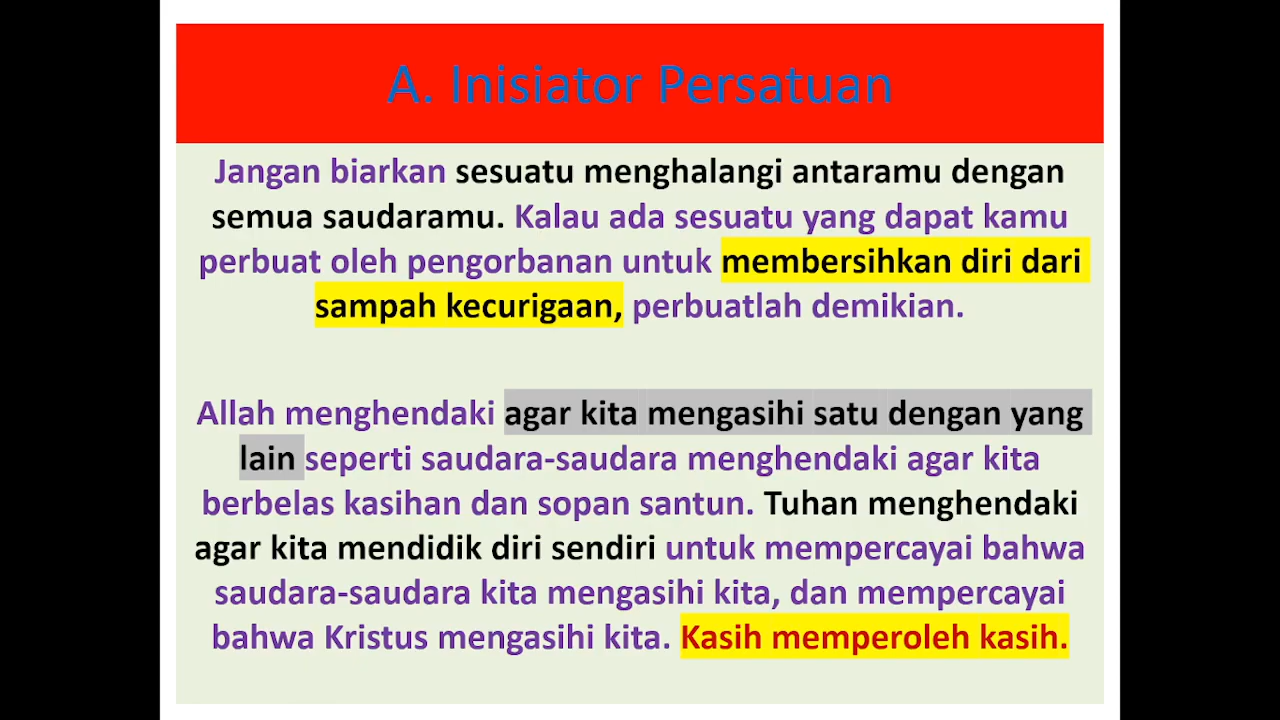 A. Inisiator Persatuan
Jangan biarkan sesuatu menghalangi antaramu dengan
semua saudaramu. Kalau ada sesuatu yang dapat kamu
perbuat oleh pengorbanan untuk membersihkan diri dari
sampah kecurigaan, perbuatlah demikian.
Allah menghendaki agar kita mengasihi satu dengan yang
lain seperti saudara-saudara menghendaki agar kita
berbelas kasihan dan sopan santun. Tuhan menghendaki
agar kita mendidik diri sendiri untuk mempercayai bahwa
saudara-saudara kita mengasihi kita, dan mempercayai
bahwa Kristus mengasihi kita. Kasih memperoleh kasih.